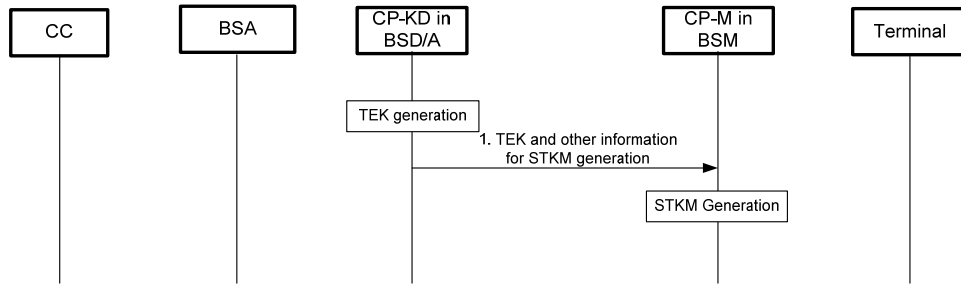 CC
BSA
CP-KD in
BSD/A
CP-M in
BSM
Terminal
TEK generation
1. TEK and other information
for STKM generation
STKM Generation